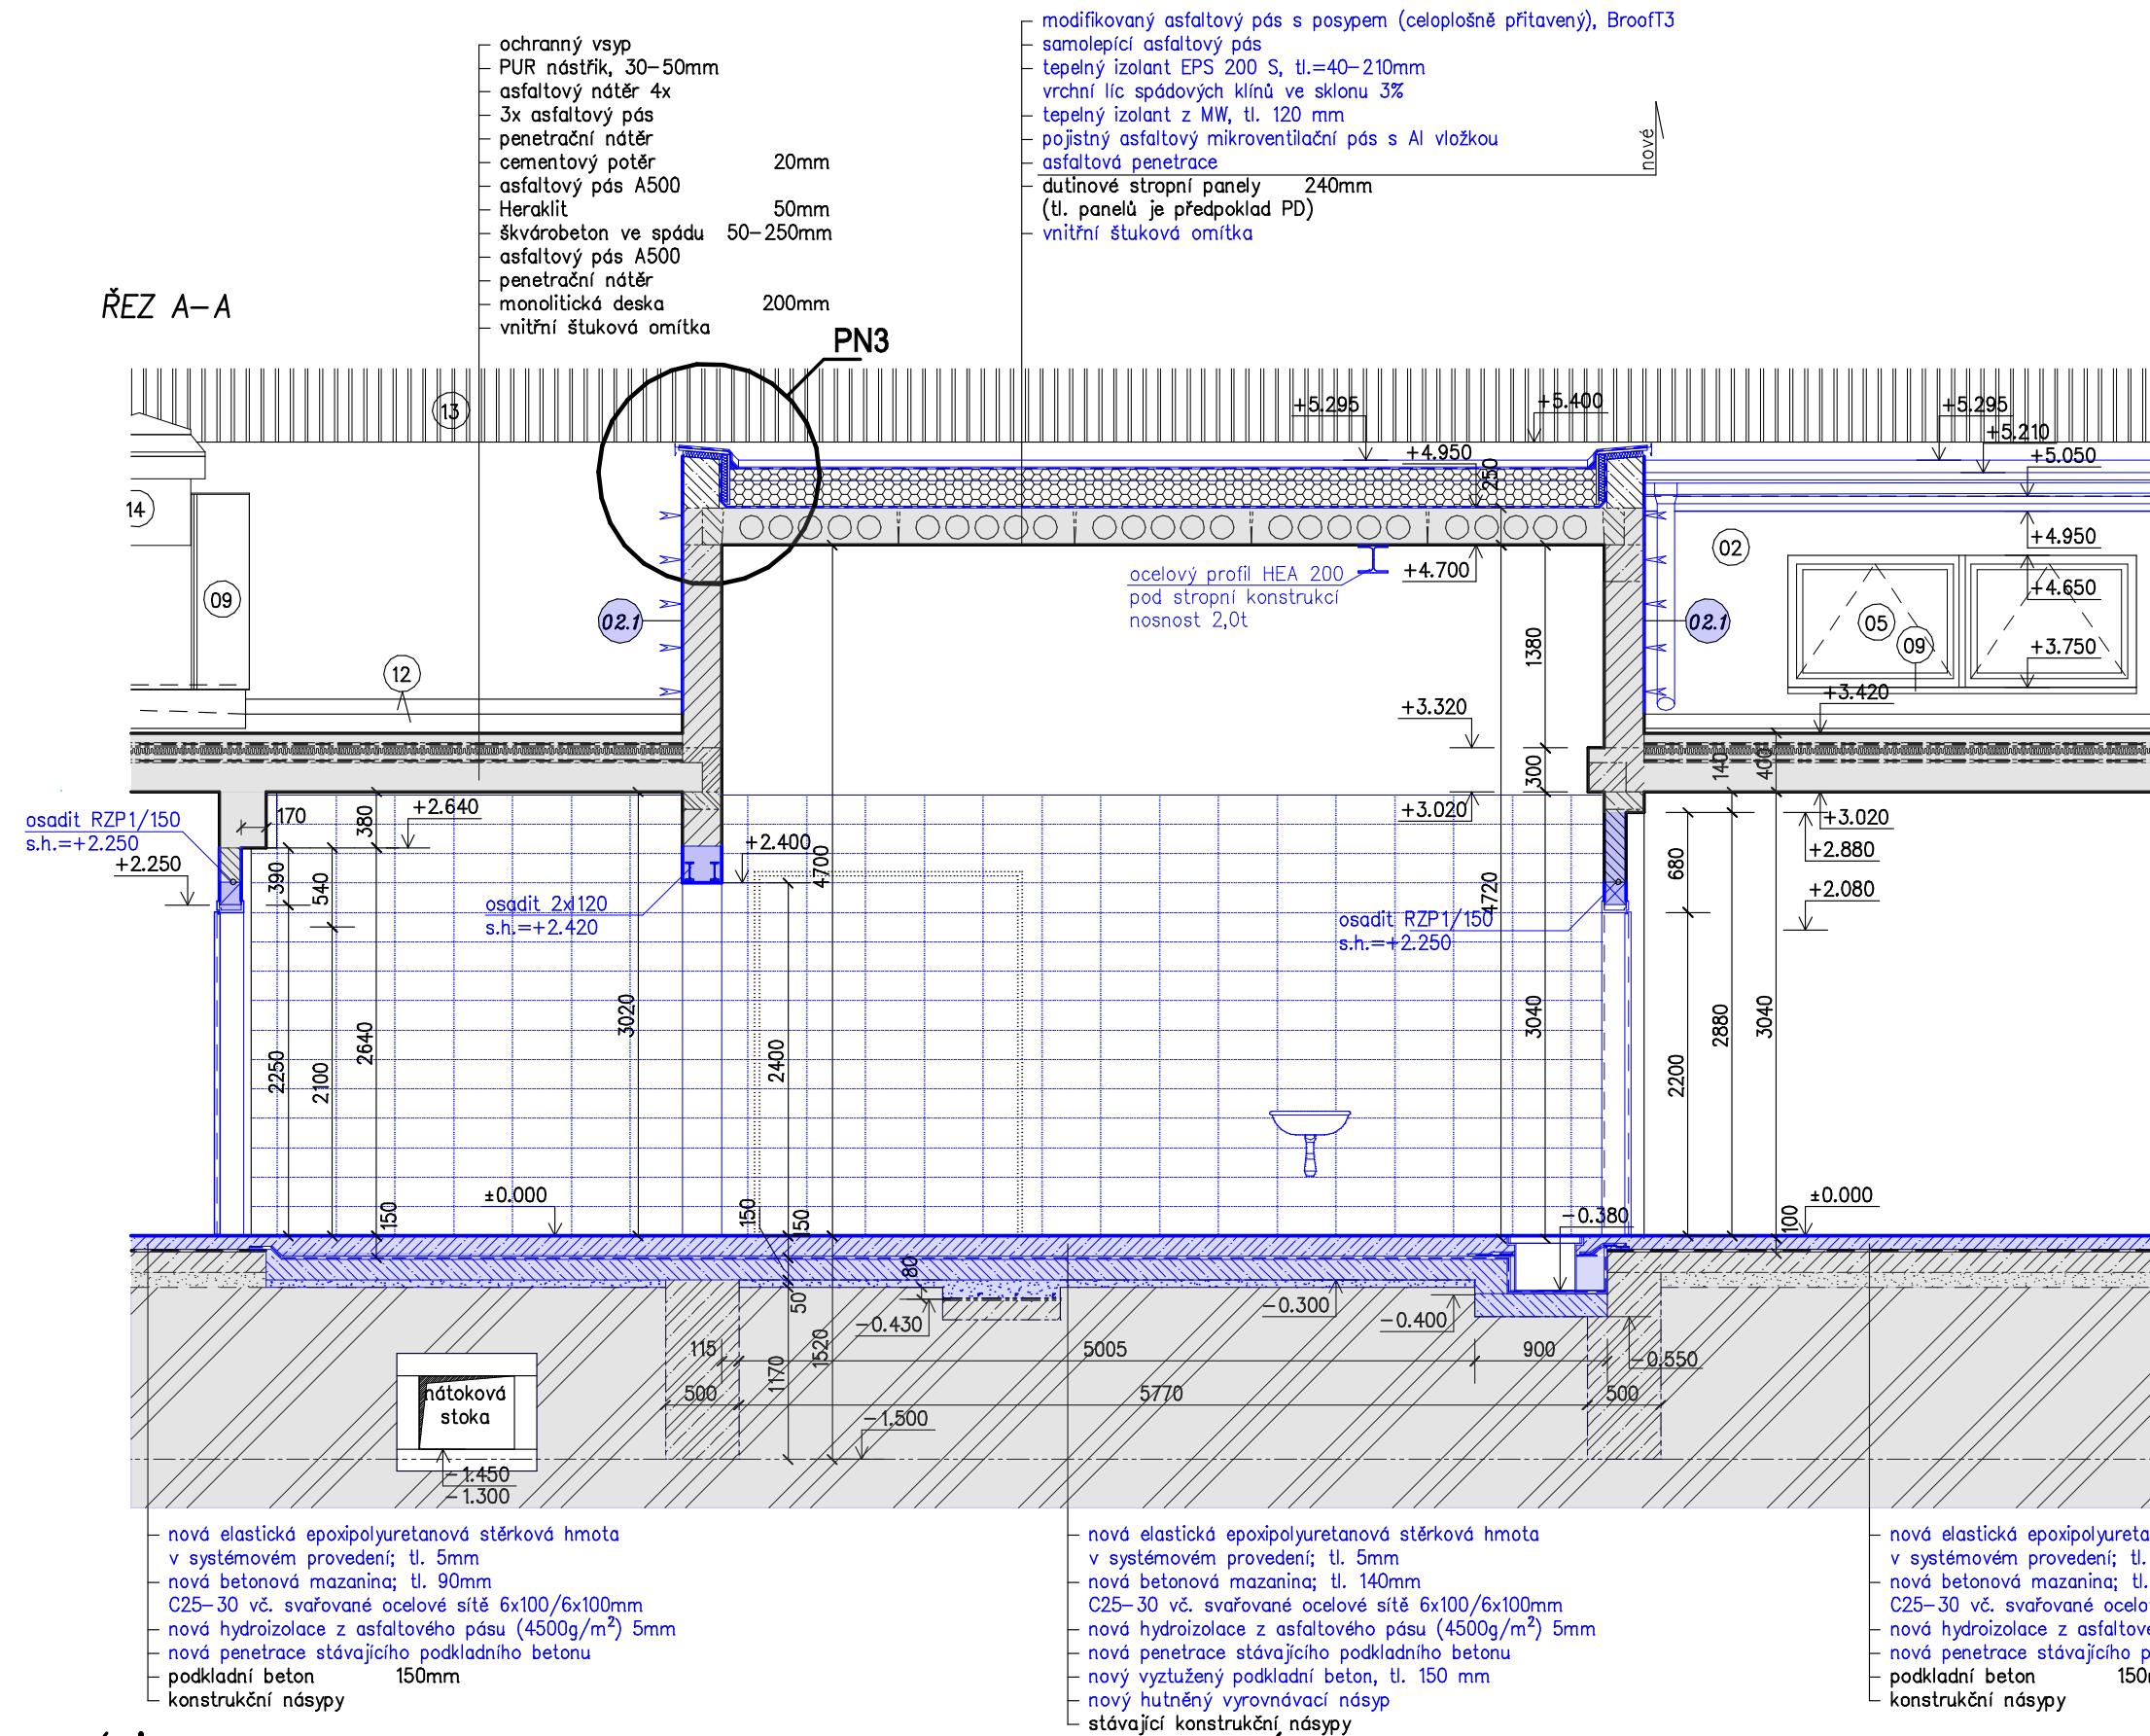 modifikovaný asfaltový pás s posypem (celoplošně přitavený), BroofT3
samolepící asfaltový pás
tepelný izolant EPS 200 S, tl.=40-210mm
vrchní líc spádových klínů ve sklonu 3%
tepelný izolant z MW, tl. 120 mm
pojistný asfaltový mikroventilační pás s Al vložkou
asfaltová penetrace
dutinové stropní panely 240mm
(tl. panelů je předpoklad PD)
vnitřní štuková omítka
nové
ochranný vsyp
PUR nástřik, 30-50mm
asfaltový nátěr 4x
3x asfaltový pás
penetrační nátěr
cementový potěr 20mm
asfaltový pás A500
Heraklit 50mm
škvárobeton ve spádu 50-250mm
asfaltový pás A500
penetrační nátěr
monolitická deska 200mm
vnitřní štuková omítka
ŘEZ A-A
PN3
13
+5.295
+5.400
+5.295
+5.210
+4.950
250
+5.050
14
02
+4.950
09
ocelový profil HEA 200
pod stropní konstrukcí
nosnost 2,0t
+4.700
+4.650
02.1
02.1
05
09
1380
+3.750
12
+3.420
+3.320
300
140
400
+3.020
+3.020
osadit RZP1/150
s.h.=+2.250
170
380
+2.640
+2.250
390
540
+2.400
4700
osadit 2xI120
s.h.=+2.420
4720
osadit RZP1/150
s.h.=+2.250
680
+2.880
+2.080
2250
2100
2640
3020
2400
3040
2200
2880
3040
±0.000
150
150
150
-0.380
100
±0.000
80
50
-0.430
-0.300
-0.400
-0.550
115
5005
900
1170
1520
500
5770
500
nátoková
stoka
-1.500
-1.450
-1.300
nová elastická epoxipolyuretanová stěrková hmota
v systémovém provedení; tl. 5mm
nová betonová mazanina; tl. 90mm
C25-30 vč. svařované ocelové sítě 6x100/6x100mm
nová hydroizolace z asfaltového pásu (4500g/m²) 5mm
nová penetrace stávajícího podkladního betonu
podkladní beton 150mm
konstrukční násypy
nová elastická epoxipolyuretanová stěrková hmota
v systémovém provedení; tl. 5mm
nová betonová mazanina; tl. 140mm
C25-30 vč. svařované ocelové sítě 6x100/6x100mm
nová hydroizolace z asfaltového pásu (4500g/m²) 5mm
nová penetrace stávajícího podkladního betonu
nový vyztužený podkladní beton, tl. 150 mm
nový hutněný vyrovnávací násyp
stávající konstrukční násypy
nová elastická epoxipolyureta
v systémovém provedení; tl.
nová betonová mazanina; tl.
C25-30 vč. svařované ocelo
nová hydroizolace z asfaltové
nová penetrace stávajícího p
podkladní beton 150
konstrukční násypy